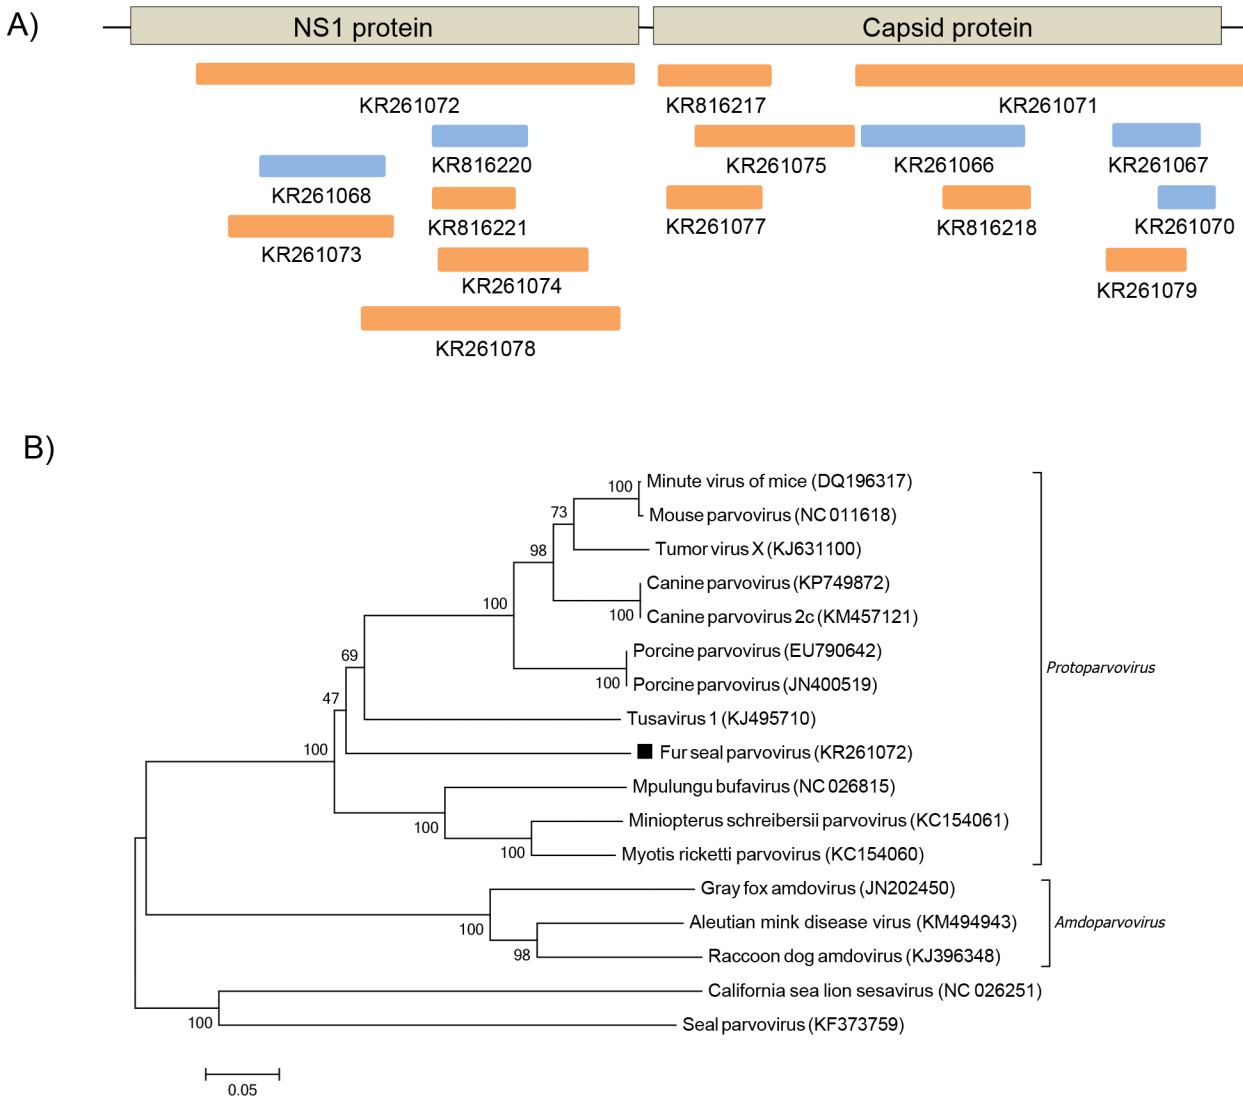 A)
NS1 protein
Capsid protein
KR261072
KR816217
KR261071
KR816220
KR261075
KR261066
KR261067
KR261068
KR816221
KR261077
KR816218
KR261070
KR261073
KR261074
KR261079
KR261078
B)
100 Minute virus of mice (DQ196317)
73 Mouse parvovirus (NC 011618)
98 Tumor virus X (KJ631100)
Canine parvovirus (KP749872)
100 100 Canine parvovirus 2c (KM457121)
Porcine parvovirus (EU790642)
69 Protoparvovirus
100 Porcine parvovirus (JN400519)
47 Tusavirus 1 (KJ495710)
100 Fur seal parvovirus (KR261072)
Mpulungu bufavirus (NC 026815)
100 Miniopterus schreibersii parvovirus (KC154061)
100 Myotis ricketti parvovirus (KC154060)
Gray fox amdovirus (JN202450)
100 Aleutian mink disease virus (KM494943) Amdoparvovirus
98 Raccoon dog amdovirus (KJ396348)
California sea lion sesavirus (NC 026251)
100 Seal parvovirus (KF373759)
0.05